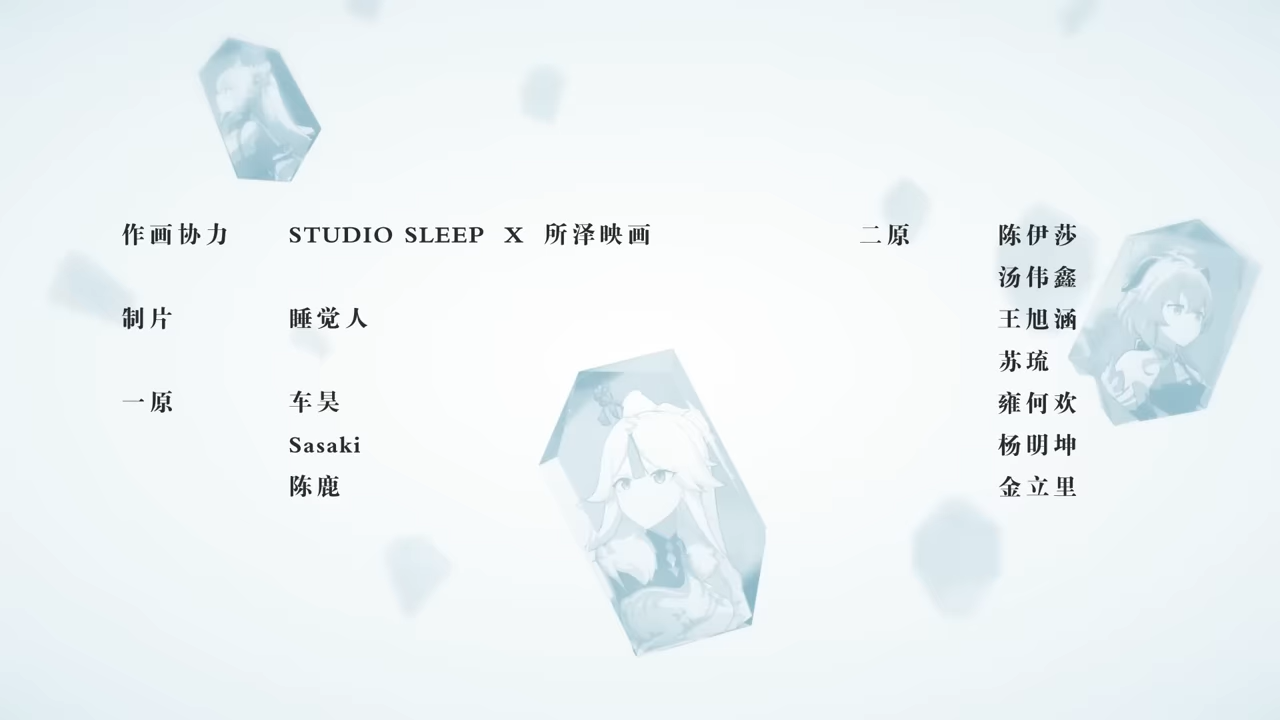 作画协力 STUDIO SLEEP X 所泽映画
制片 睡觉人
一原 车昊
Sasaki
陈鹿
二原 陈伊莎
汤伟鑫
王旭涵
苏琉
雍何欢
杨明坤
金立里